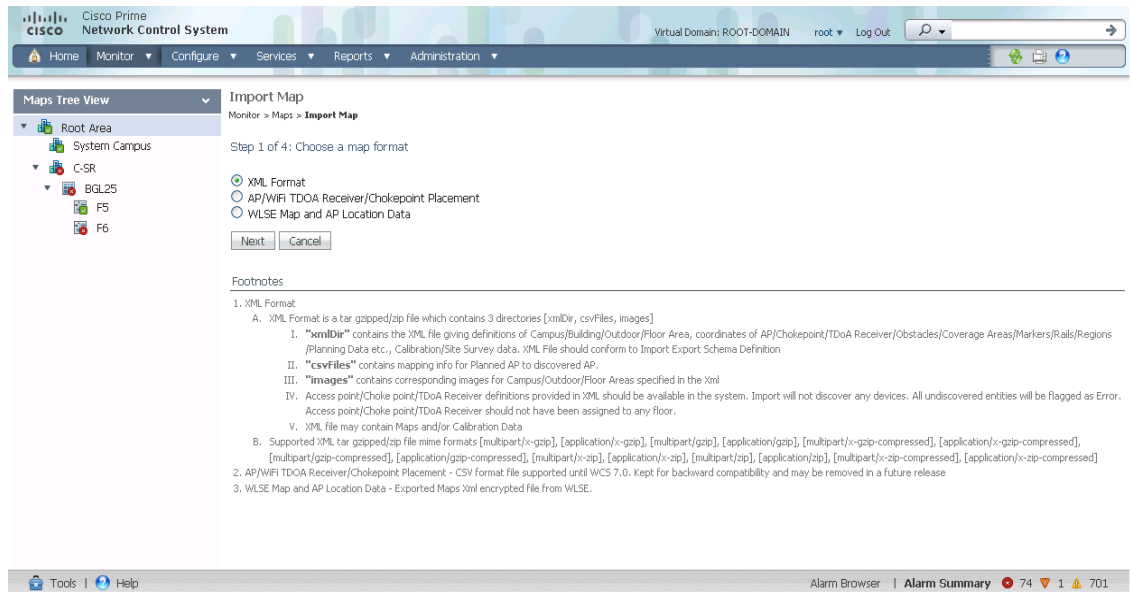 Cisco Prime
CISCO Network Control System
Virtual Domain: ROOT-DOMAIN root Log Out
Home Monitor Configure Services Reports Administration
Maps Tree View
Root Area
System Campus
C-SR
BGL25
F5
F6
Import Map
Monitor > Maps > Import Map
Step 1 of 4: Choose a map format
XML Format
AP/WiFi TDOA Receiver/Chokepoint Placement
WLSE Map and AP Location Data
Next Cancel
Footnotes
1. XML Format
A. XML Format is a tar gzipped/zip file which contains 3 directories [xmlDir, csvFiles, images]
I. "xmlDir" contains the XML file giving definitions of Campus/Building/Outdoor/Floor Area, coordinates of AP/Chokepoint/TDoA Receiver/Obstacles/Coverage Areas/Markers/Rails/Regions
/Planning Data etc., Calibration/Site Survey data. XML File should conform to Import Export Schema Definition
II. "csvFiles" contains mapping info for Planned AP to discovered AP.
III. "images" contains corresponding images for Campus/Outdoor/Floor Areas specified in the Xml
IV. Access point/Choke point/TDoA Receiver definitions provided in XML should be available in the system. Import will not discover any devices. All undiscovered entities will be flagged as Error.
Access point/Choke point/TDoA Receiver should not have been assigned to any floor.
V. XML file may contain Maps and/or Calibration Data
B. Supported XML tar gzipped/zip file mime formats [multipart/x-gzip], [application/x-gzip], [multipart/gzip], [application/gzip], [multipart/x-gzip-compressed], [application/x-gzip-compressed],
[multipart/gzip-compressed], [application/gzip-compressed], [multipart/x-zip], [application/x-zip], [multipart/zip], [application/zip], [multipart/x-zip-compressed], [application/x-zip-compressed]
2. AP/WiFi TDOA Receiver/Chokepoint Placement - CSV format file supported until WCS 7.0. Kept for backward compatibility and may be removed in a future release
3. WLSE Map and AP Location Data - Exported Maps Xml encrypted file from WLSE.
Tools | Help
Alarm Browser | Alarm Summary 74 1 701